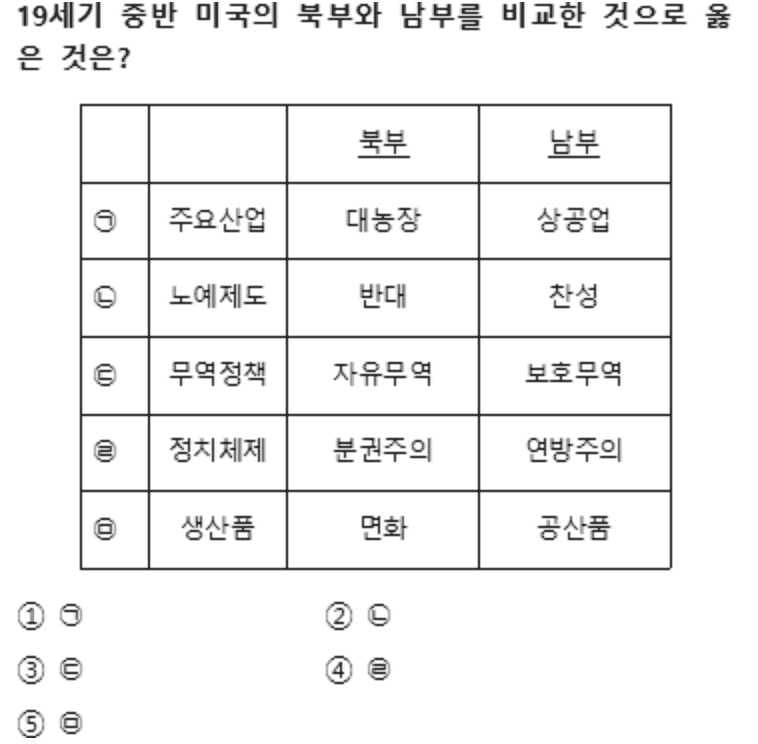 19세기 중반 미국의 북부와 남부를 비교한 것으로 옳
은 것은?
북부 남부
㉠ 주요산업 대농장 상공업
㉡ 노예제도 반대 찬성
㉢ 무역정책 자유무역 보호무역
㉣ 정치체제 분권주의 연방주의
㉤ 생산품 면화 공산품
① ㉠ ② ㉡
③ ㉢ ④ ㉣
⑤ ㉤